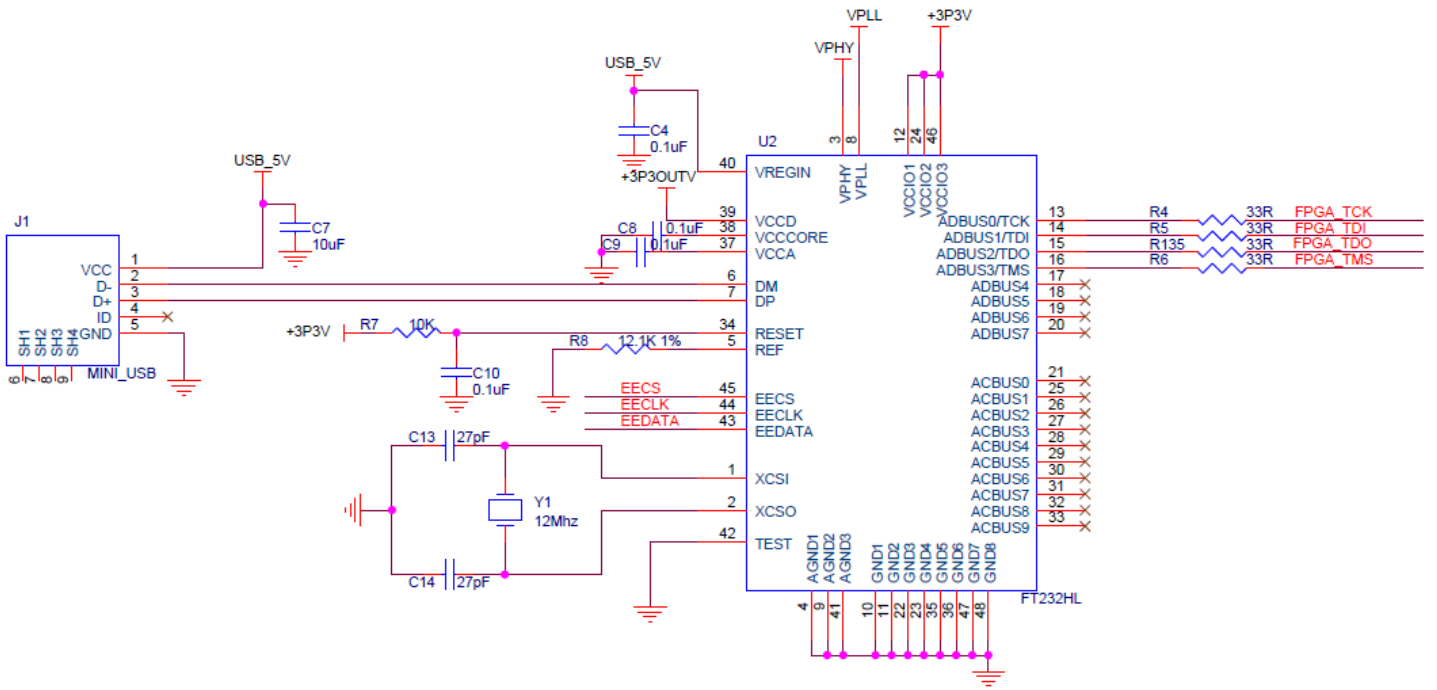 VPLL
+3P3V
VPHY
USB_5V
C4
0.1uF
U2
3
8
12
24
46
VPHY
VPLL
VCCIO1
VCCIO2
VCCIO3
USB_5V
+3P3OUTV
40
VREGIN
J1
C7
10uF
39
VCCD
C8
0.1uF
38
VCCCORE
C9
0.1uF
37
VCCA
VCC
1
D-
2
D+
3
ID
4
GND
5
SH1
SH2
SH3
SH4
6
7
8
9
MINI_USB
6
DM
7
DP
+3P3V
R7
10K
34
RESET
R8
12.1K 1%
5
REF
C10
0.1uF
EECS
45
EECS
EECLK
44
EECLK
EEDATA
43
EEDATA
C13
27pF
1
XCSI
Y1
12Mhz
2
XCSO
42
TEST
C14
27pF
ADBUS0/TCK
13
R4
33R
FPGA_TCK
ADBUS1/TDI
14
R5
33R
FPGA_TDI
ADBUS2/TDO
15
R135
33R
FPGA_TDO
ADBUS3/TMS
16
R6
33R
FPGA_TMS
ADBUS4
17
ADBUS5
18
ADBUS6
19
ADBUS7
20
ACBUS0
21
ACBUS1
25
ACBUS2
26
ACBUS3
27
ACBUS4
28
ACBUS5
29
ACBUS6
30
ACBUS7
31
ACBUS8
32
ACBUS9
33
AGND1
AGND2
AGND3
GND1
GND2
GND3
GND4
GND5
GND6
GND7
GND8
FT232HL
4
9
41
10
11
22
23
35
36
47
48